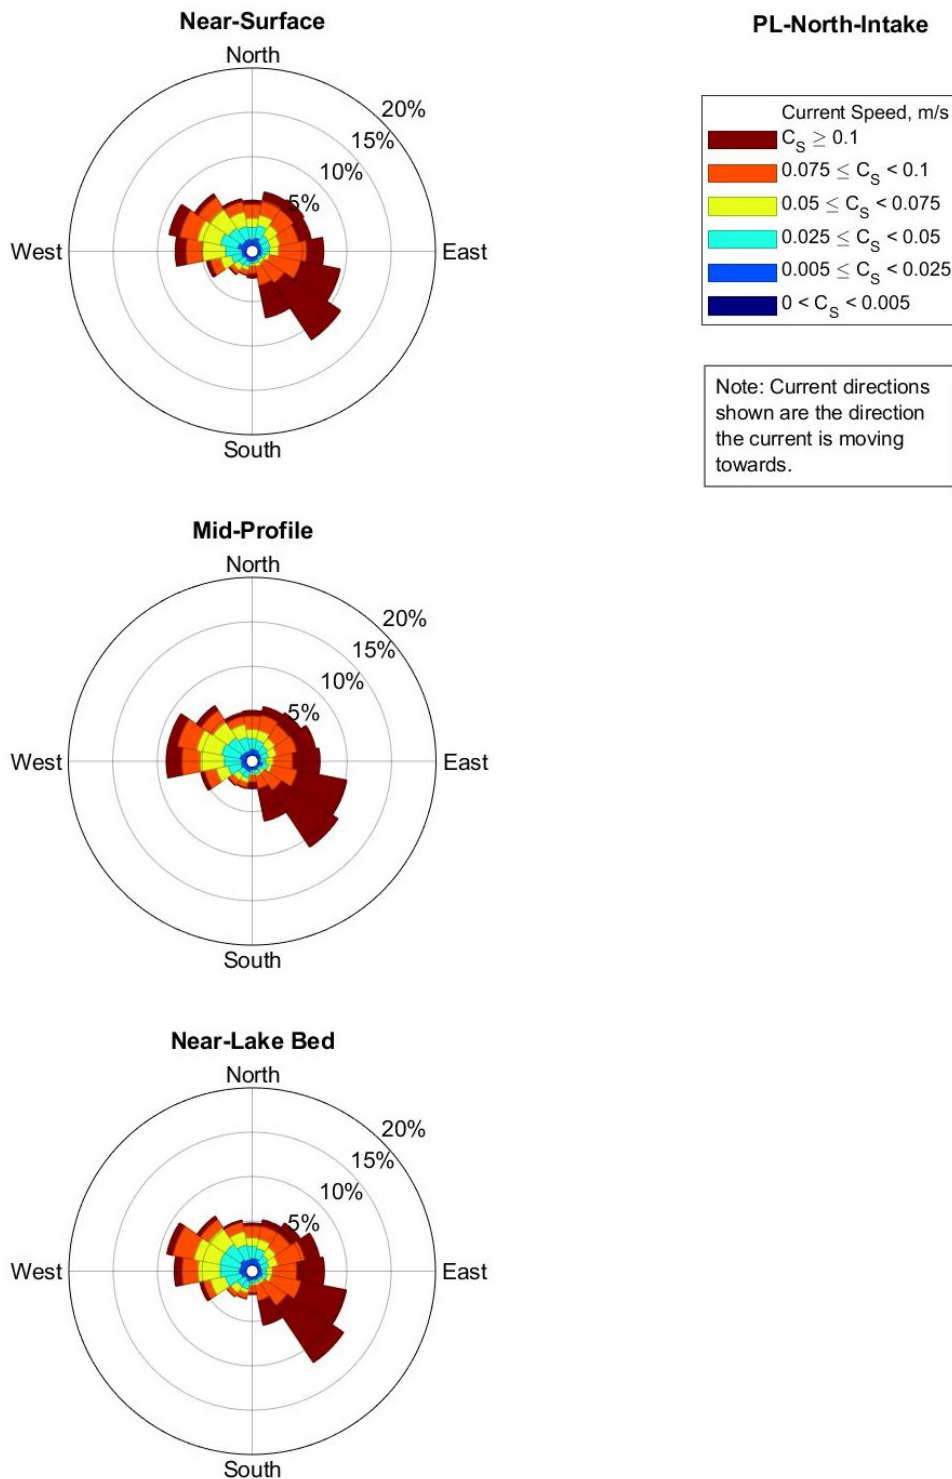 Near-Surface
PL-North-Intake
North
20%
15%
10%
5%
West
East
South
Current Speed, m/s
C_S ≥ 0.1
0.075 ≤ C_S < 0.1
0.05 ≤ C_S < 0.075
0.025 ≤ C_S < 0.05
0.005 ≤ C_S < 0.025
0 < C_S < 0.005
Note: Current directions
shown are the direction
the current is moving
towards.
Mid-Profile
North
20%
15%
10%
5%
West
East
South
Near-Lake Bed
North
20%
15%
10%
5%
West
East
South